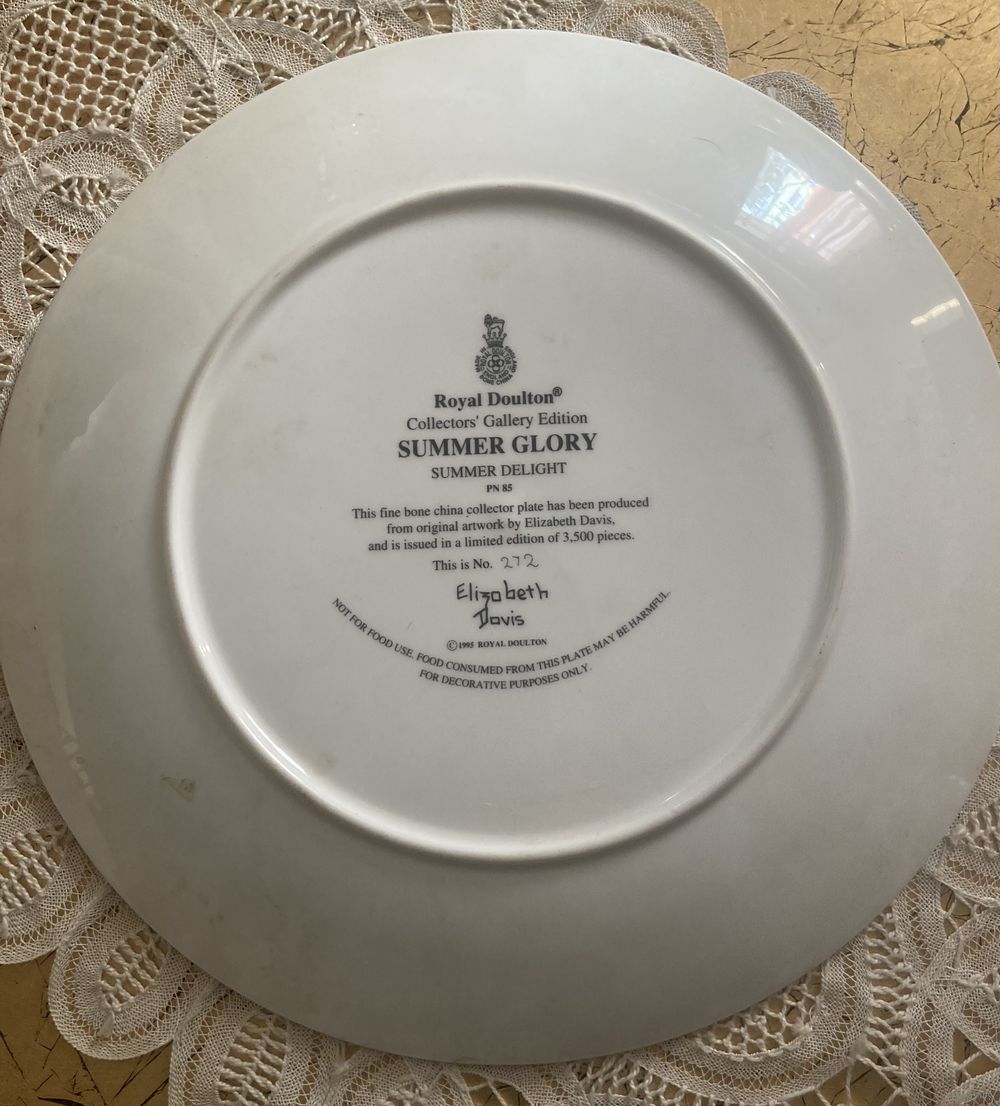 Royal Doulton®
Collectors' Gallery Edition
SUMMER GLORY
SUMMER DELIGHT
PN 85
This fine bone china collector plate has been produced
from original artwork by Elizabeth Davis,
and is issued in a limited edition of 3,500 pieces.
This is No. 272
Elizabeth
Davis
© 1995 ROYAL DOULTON
NOT FOR FOOD USE. FOOD CONSUMED FROM THIS PLATE MAY BE HARMFUL.
FOR DECORATIVE PURPOSES ONLY.